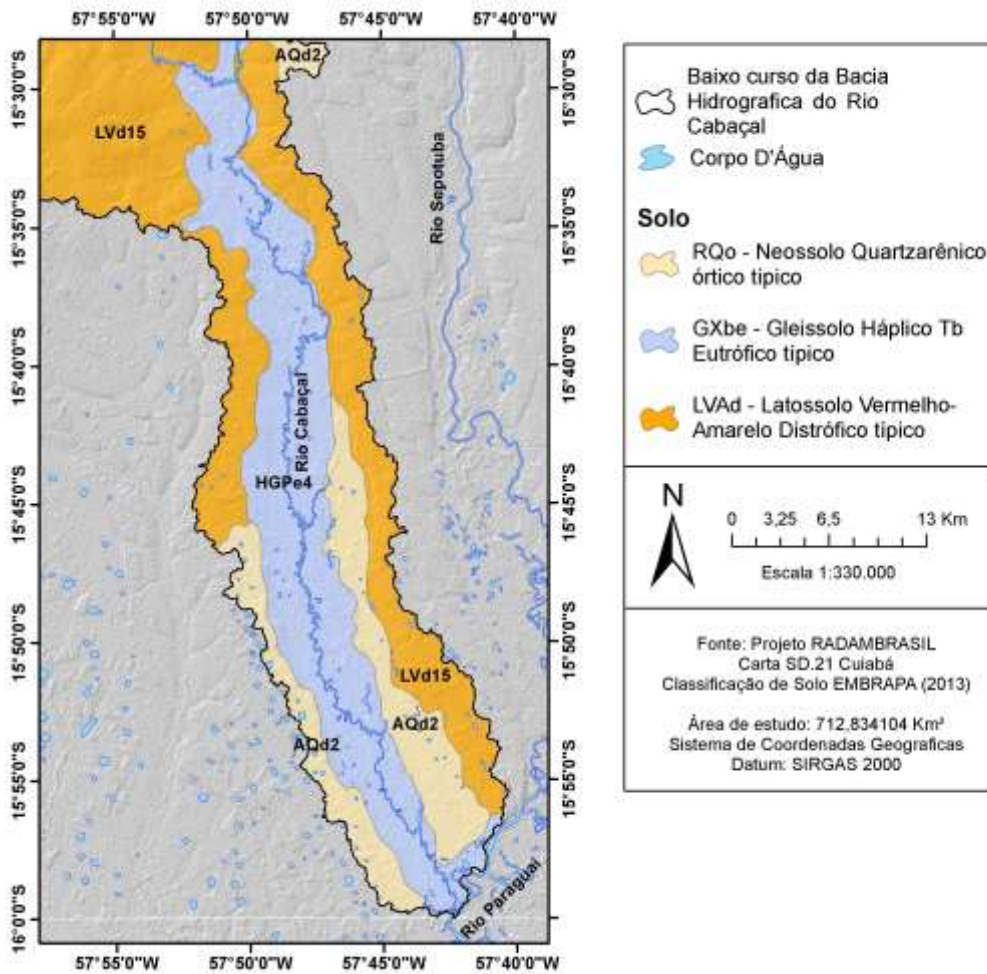 57°55'0"W 57°50'0"W 57°45'0"W 57°40'0"W
15°30'0"S
15°35'0"S
15°40'0"S
15°45'0"S
15°50'0"S
15°55'0"S
16°0'0"S
AQd2
LVd15
Rio Sepotuba
Rio Cabaçal
HGPe4
LVd15
AQd2
AQd2
Rio Paraguai
15°30'0"S
15°35'0"S
15°40'0"S
15°45'0"S
15°50'0"S
15°55'0"S
57°55'0"W 57°50'0"W 57°45'0"W 57°40'0"W
Baixo curso da Bacia
Hidrografica do Rio
Cabaçal
Corpo D'Água
Solo
RQo - Neossolo Quartzarênico
órtico tipico
GXbe - Gleissolo Háplico Tb
Eutrófico tipico
LVAd - Latossolo Vermelho-
Amarelo Distrófico tipico
N
0 3,25 6,5 13 Km
Escala 1:330.000
Fonte: Projeto RADAMBRASIL
Carta SD.21 Cuiabá
Classificação de Solo EMBRAPA (2013)
Área de estudo: 712,834104 Km²
Sistema de Coordenadas Geograficas
Datum: SIRGAS 2000